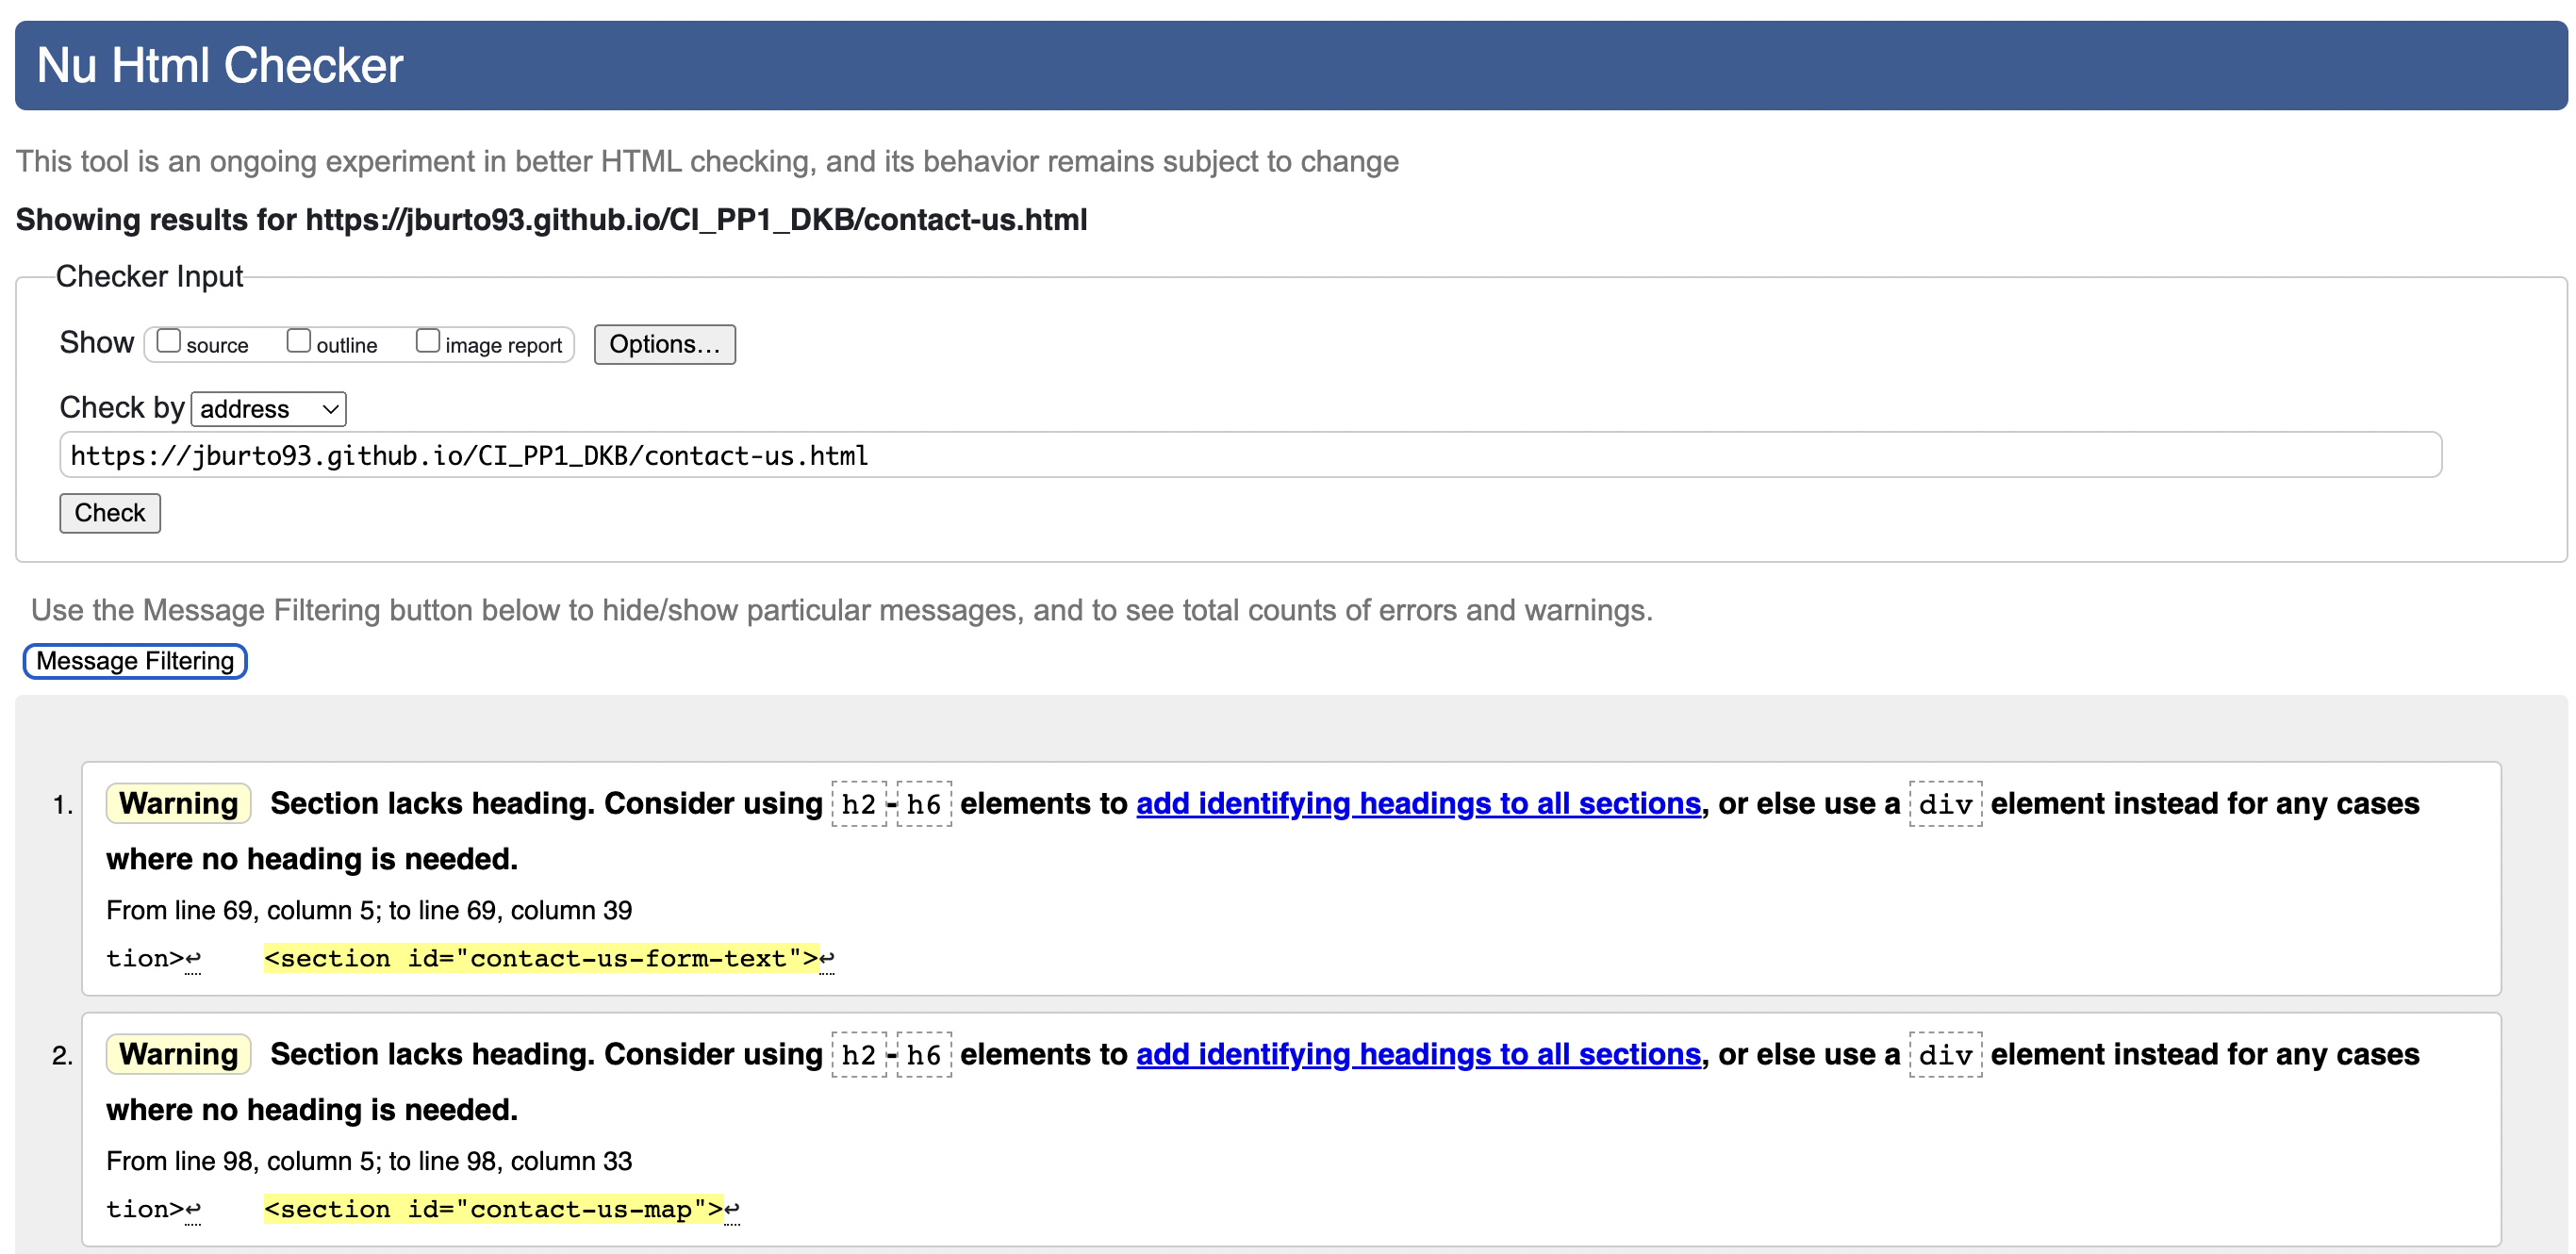 Nu Html Checker
This tool is an ongoing experiment in better HTML checking, and its behavior remains subject to change
Showing results for https://jburto93.github.io/CI_PP1_DKB/contact-us.html
Checker Input
Show source outline image report Options...
Check by address
https://jburto93.github.io/CI_PP1_DKB/contact-us.html
Check
Use the Message Filtering button below to hide/show particular messages, and to see total counts of errors and warnings.
Message Filtering
1. Warning Section lacks heading. Consider using h2-h6 elements to add identifying headings to all sections, or else use a div element instead for any cases
where no heading is needed.
From line 69, column 5; to line 69, column 39
tion>↩ <section id="contact-us-form-text">↩
2. Warning Section lacks heading. Consider using h2-h6 elements to add identifying headings to all sections, or else use a div element instead for any cases
where no heading is needed.
From line 98, column 5; to line 98, column 33
tion>↩ <section id="contact-us-map">↩